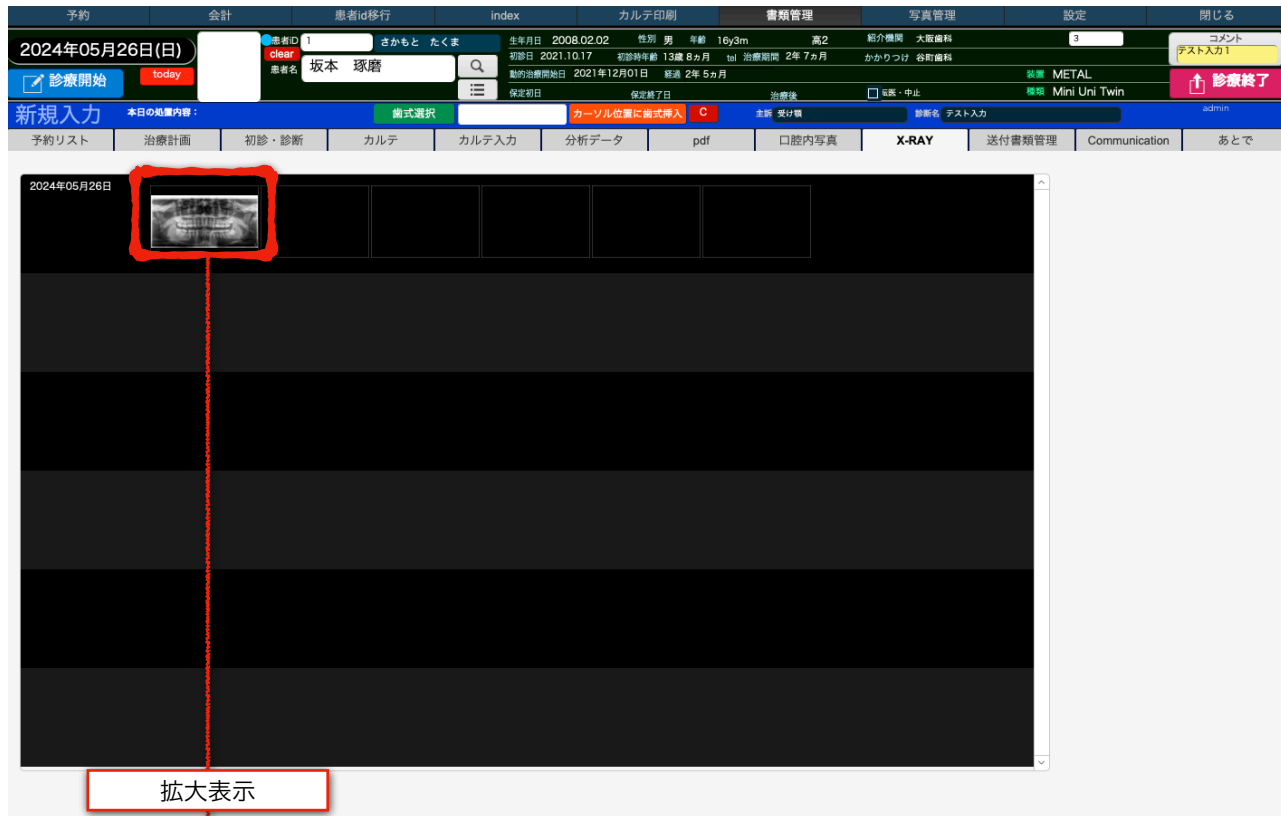 予約 会計 患者id移行 index カルテ印刷 書類管理 写真管理 設定 閉じる
2024年05月26日(日) 患者iD 1 さかもと たくま 生年月日 2008.02.02 性別 男 年齢 16y3m 高2 紹介機関 大阪歯科 3 コメント
clear 初診日 2021.10.17 初診時年齢 13歳 8ヵ月 tel 治療期間 2年 7ヵ月 かかりつけ 谷町歯科 テスト入力1
診療開始 today 患者名 坂本 琢磨 動的治療開始日 2021年12月01日 経過 2年 5ヵ月 装置 METAL 診療終了
保定初日 保定終了日 治療後 転医・中止 種類 Mini Uni Twin
新規入力 本日の処置内容: 歯式選択 カーソル位置に歯式挿入 C 主訴 受け顎 診断名 テスト入力 admin
予約リスト 治療計画 初診・診断 カルテ カルテ入力 分析データ pdf 口腔内写真 X-RAY 送付書類管理 Communication あとで
2024年05月26日
拡大表示